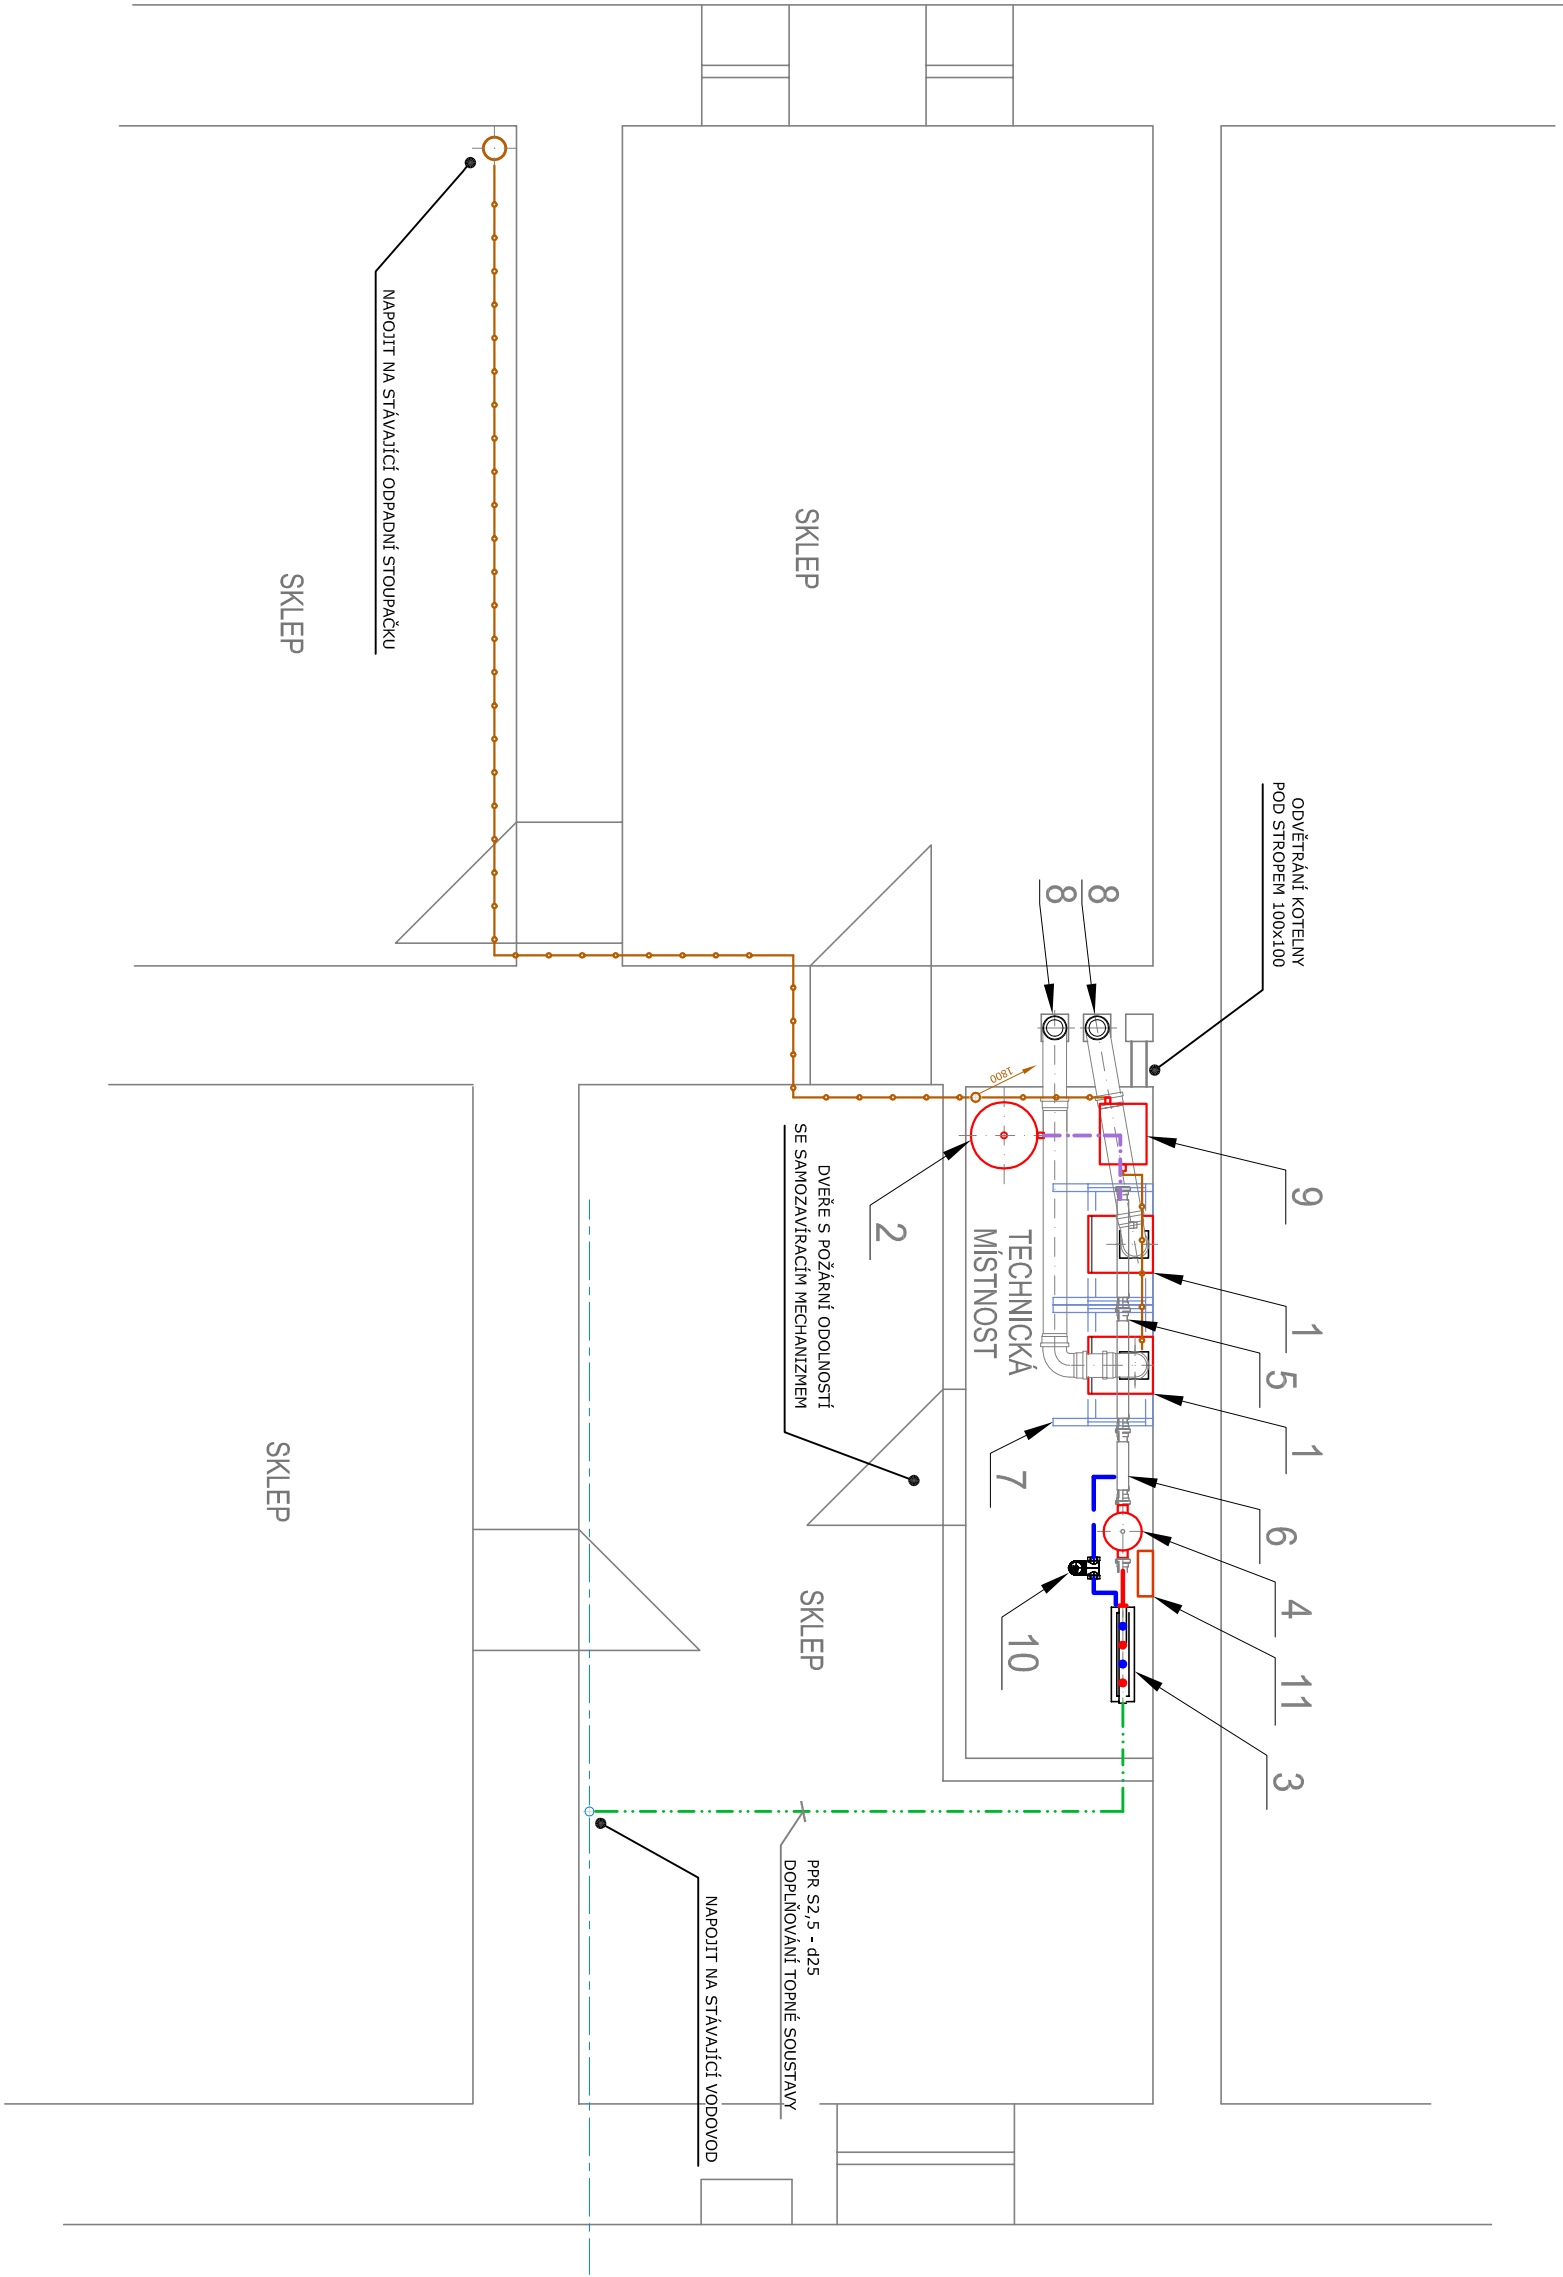 ODVĚTRÁNÍ KOTELNY
POD STROPEM 100x100
9
1
5
1
6
4
11
3
8
8
1800
2
TECHNICKÁ
MÍSTNOST
7
10
DVEŘE S POŽÁRNÍ ODOLNOSTÍ
SE SAMOZAVÍRACÍM MECHANIZMEM
SKLEP
SKLEP
PPR S2,5 - d25
DOPLŇOVÁNÍ TOPNÉ SOUSTAVY
NAPOJIT NA STÁVAJÍCÍ VODOVOD
NAPOJIT NA STÁVAJÍCÍ ODPADNÍ STOUPAČKU
SKLEP
SKLEP